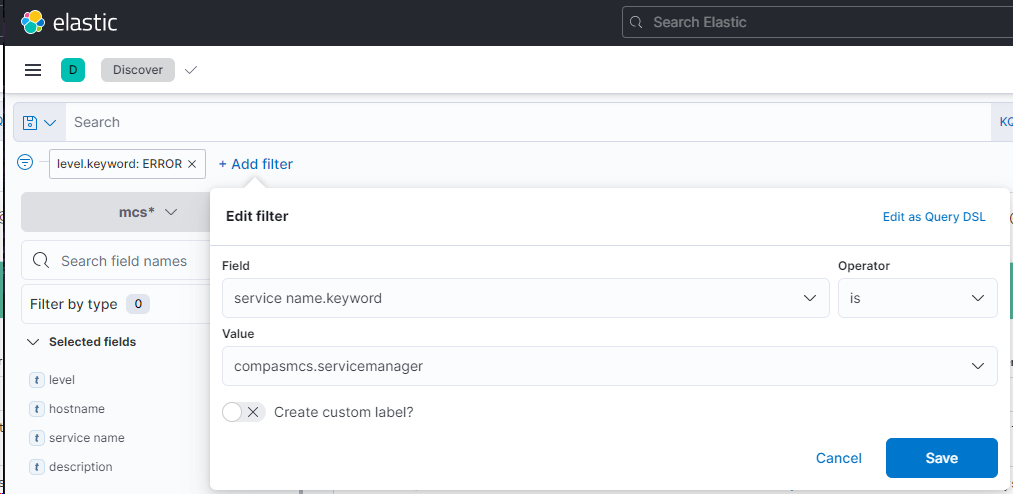 elastic
Search Elastic
D
Discover
Search
KQ
level.keyword: ERROR
+ Add filter
mcs*
Edit filter
Edit as Query DSL
Search field names
Field
Operator
service name.keyword
is
Filter by type 0
Value
Selected fields
compasmcs.servicemanager
t level
t hostname
Create custom label?
t service name
Cancel
Save
t description